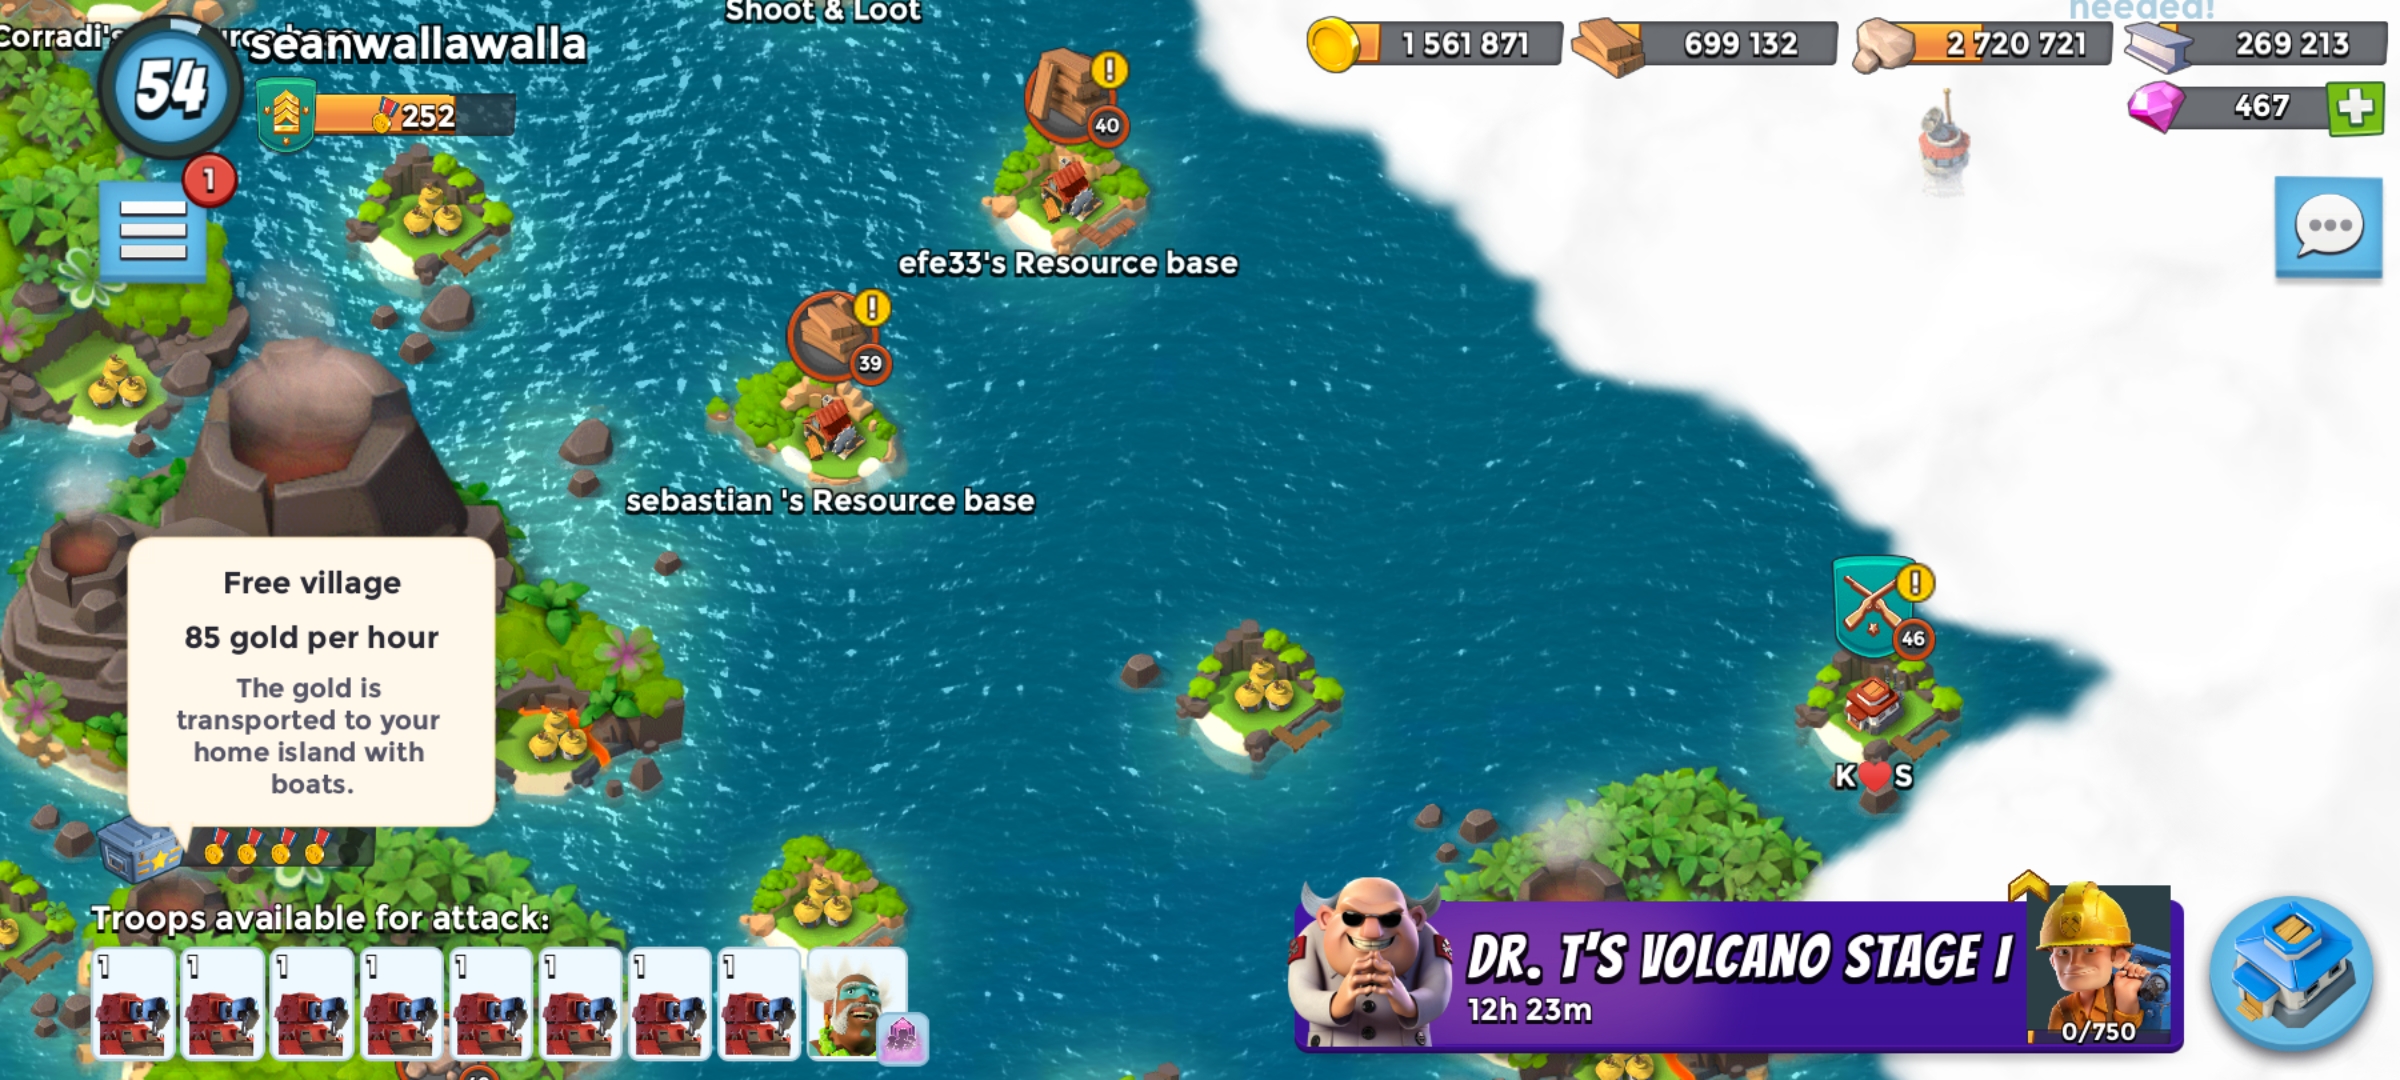 Shoot & Loot
needed!
Corradi's
54
seanwallawalla
252
1
1 561 871
699 132
2 720 721
269 213
467
40
efe33's Resource base
39
sebastian 's Resource base
46
K❤️S
Free village
85 gold per hour
The gold is
transported to your
home island with
boats.
Troops available for attack:
1
1
1
1
1
1
1
1
DR. T'S VOLCANO STAGE I
12h 23m
0/750